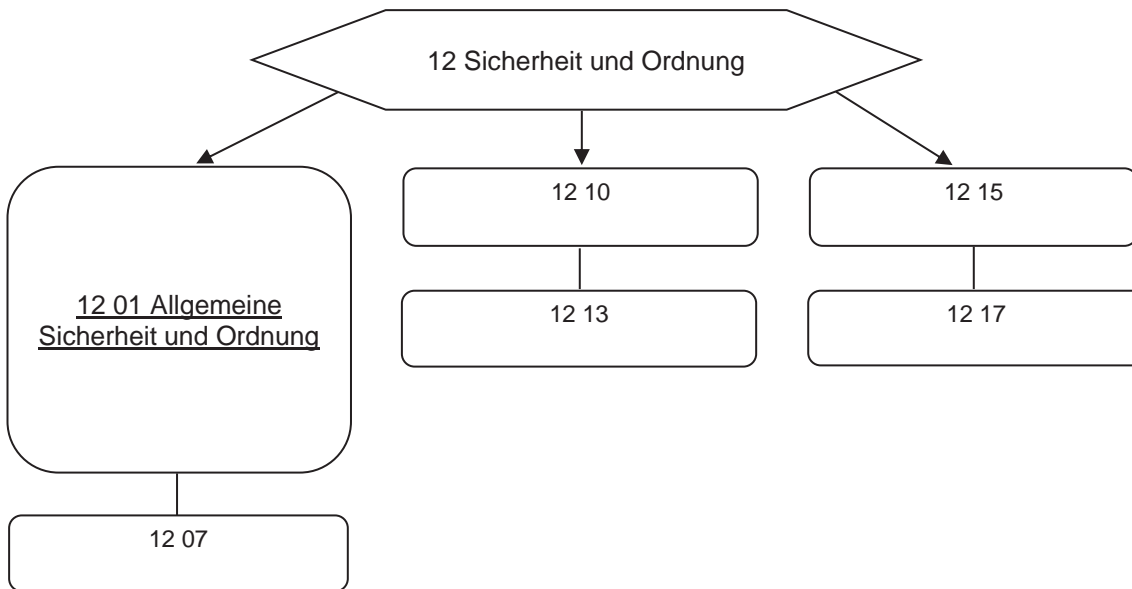 12 Sicherheit und Ordnung
12 01 Allgemeine
Sicherheit und Ordnung
12 07
12 10
12 13
12 15
12 17